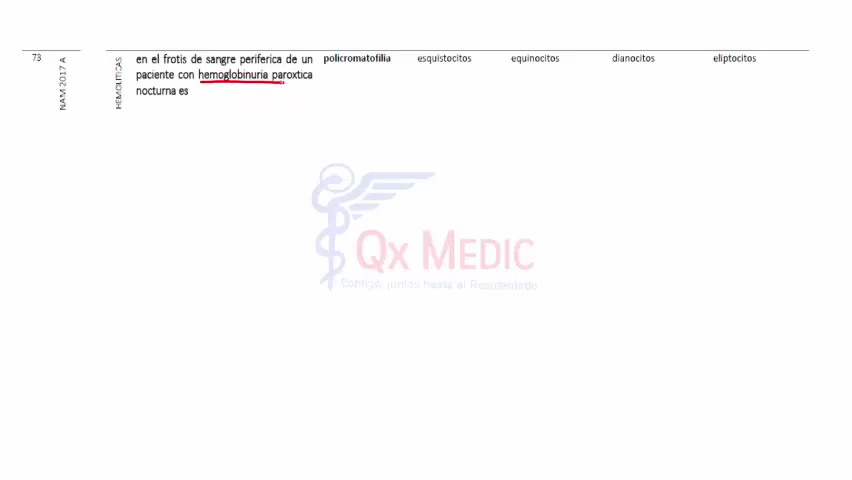 73
UNAM 2017 A
HEMOLITICAS
en el frotis de sangre periferica de un
paciente con hemoglobinuria paroxtica
nocturna es
policromatofilia
esquistocitos
equinocitos
dianocitos
eliptocitos
QX MEDIC
Contigo, juntos hasta el Residentado